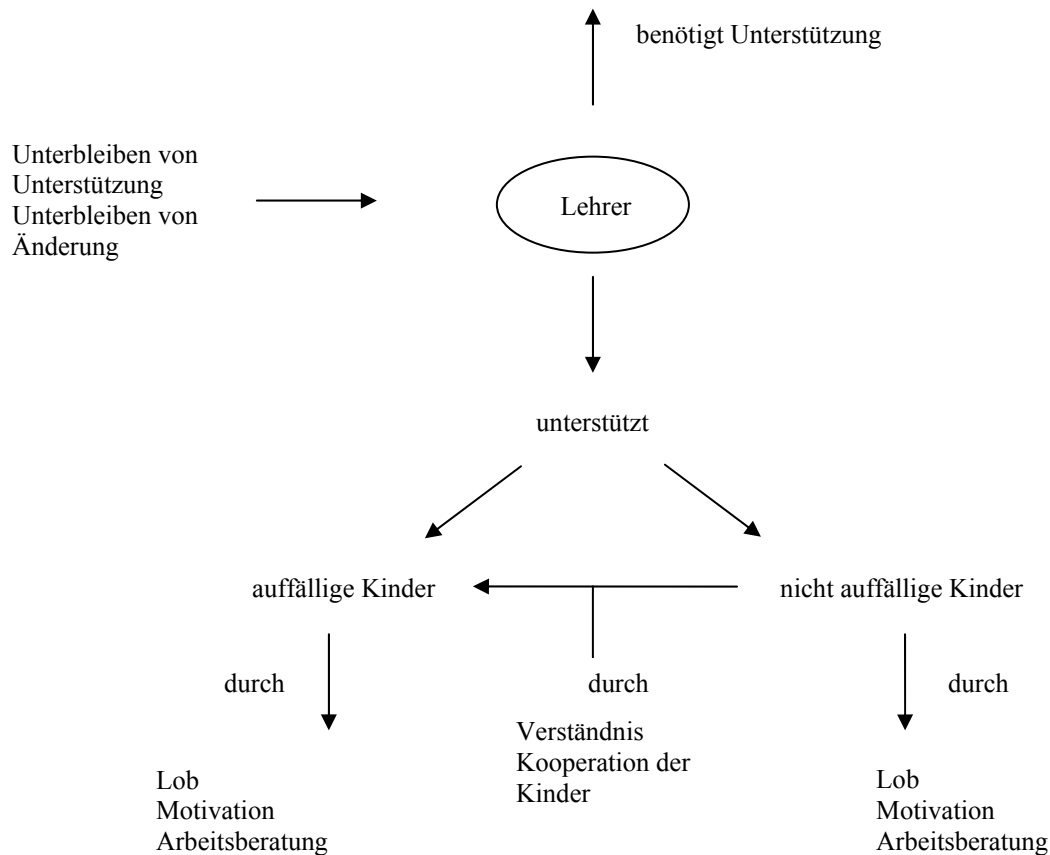 benötigt Unterstützung
Unterbleiben von
Unterstützung
Unterbleiben von
Änderung
Lehrer
unterstützt
auffällige Kinder
nicht auffällige Kinder
durch
durch
durch
Verständnis
Kooperation der
Kinder
Lob
Motivation
Arbeitsberatung
Lob
Motivation
Arbeitsberatung